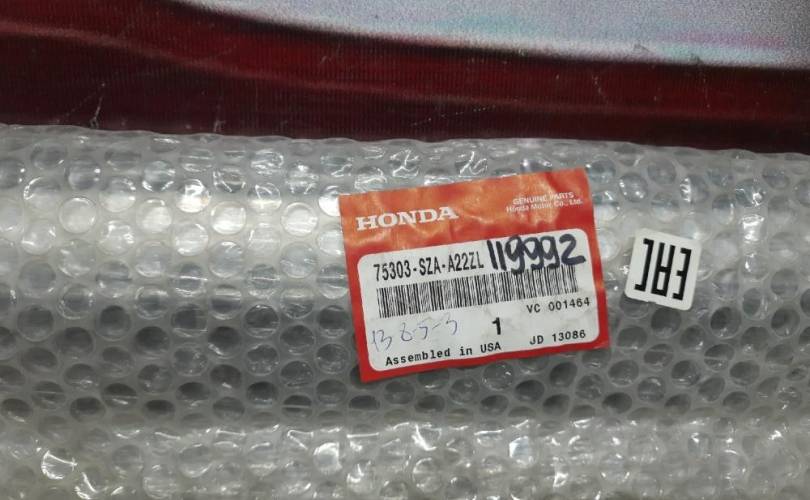 HONDA
GENUINE PARTS
Honda Motor Co., Ltd.
75303-SZA-A22ZL 119992
VC 001464
13 8-5-3
1
Assembled in USA
JD 13086
EAC